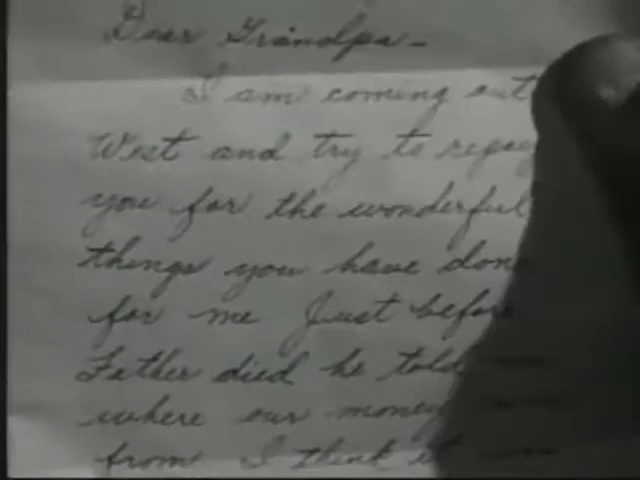 Dear Grandpa-
I am coming out
West and try to repay
you for the wonderful
things you have done
for me Just before
Father died he told
where our money
from I think it